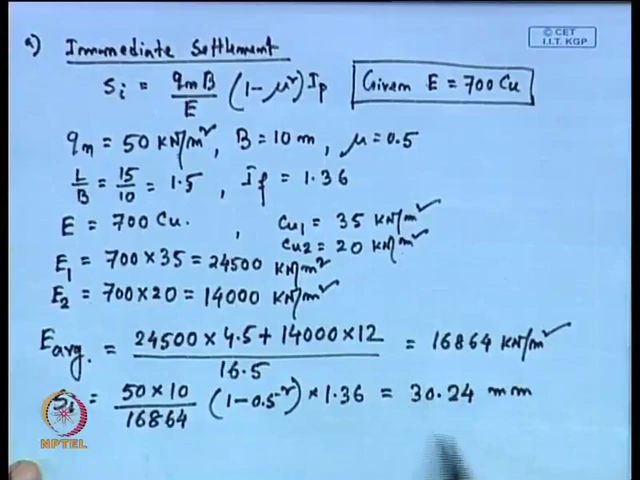 © CET
I.I.T. KGP
a) Immediate Settlement
Si = qnB/E (1-μ²) Ip
Given E = 700 Cu
qn = 50 kN/m², B = 10 m, μ = 0.5
L/B = 15/10 = 1.5, If = 1.36
E = 700 Cu. , Cu1 = 35 kN/m²
Cu2 = 20 kN/m²
E1 = 700×35 = 24500 kN/m²
E2 = 700×20 = 14000 kN/m²
Eavg. = (24500 × 4.5 + 14000 × 12)/16.5 = 16864 kN/m²
Si = (50 × 10)/16864 (1-0.5²) × 1.36 = 30.24 mm
NPTEL